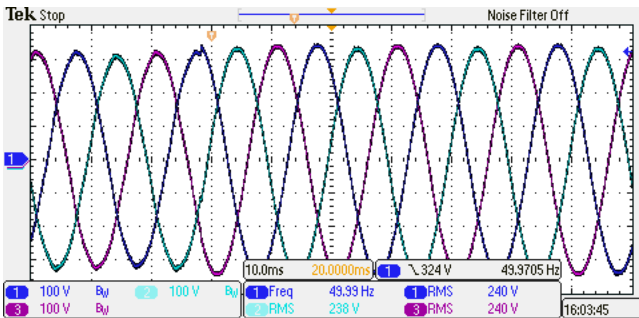 Tek Stop Noise Filter Off
T
T
1
10.0ms 20.0000ms 1 324 V 49.9705 Hz
1 100 V BW 2 100 V BW 1 Freq 49.99 Hz 1 RMS 240 V
3 100 V BW 2 RMS 238 V 3 RMS 240 V 16:03:45